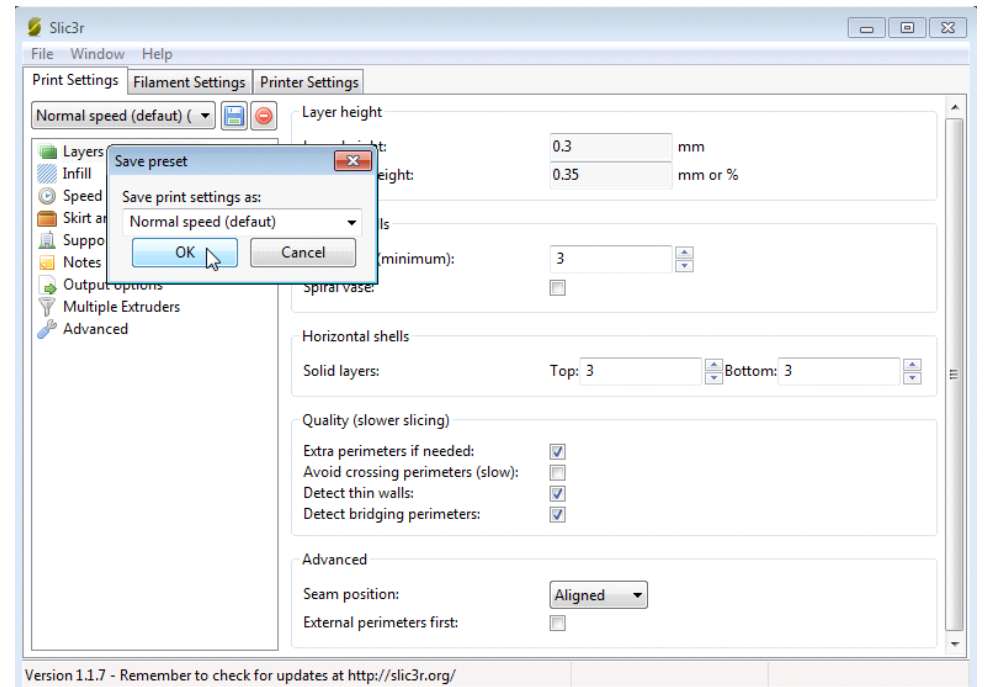 Slic3r
File Window Help
Print Settings Filament Settings Printer Settings
Normal speed (defaut) (
Layers
Infill
Speed
Skirt ar
Suppo
Notes
Output options
Multiple Extruders
Advanced
Save preset
Save print settings as:
Normal speed (defaut)
OK Cancel
Layer height
0.3 mm
eight: 0.35 mm or %
lls
(minimum): 3
Spiral vase:
Horizontal shells
Solid layers: Top: 3 Bottom: 3
Quality (slower slicing)
Extra perimeters if needed:
Avoid crossing perimeters (slow):
Detect thin walls:
Detect bridging perimeters:
Advanced
Seam position: Aligned
External perimeters first:
Version 1.1.7 - Remember to check for updates at http://slic3r.org/